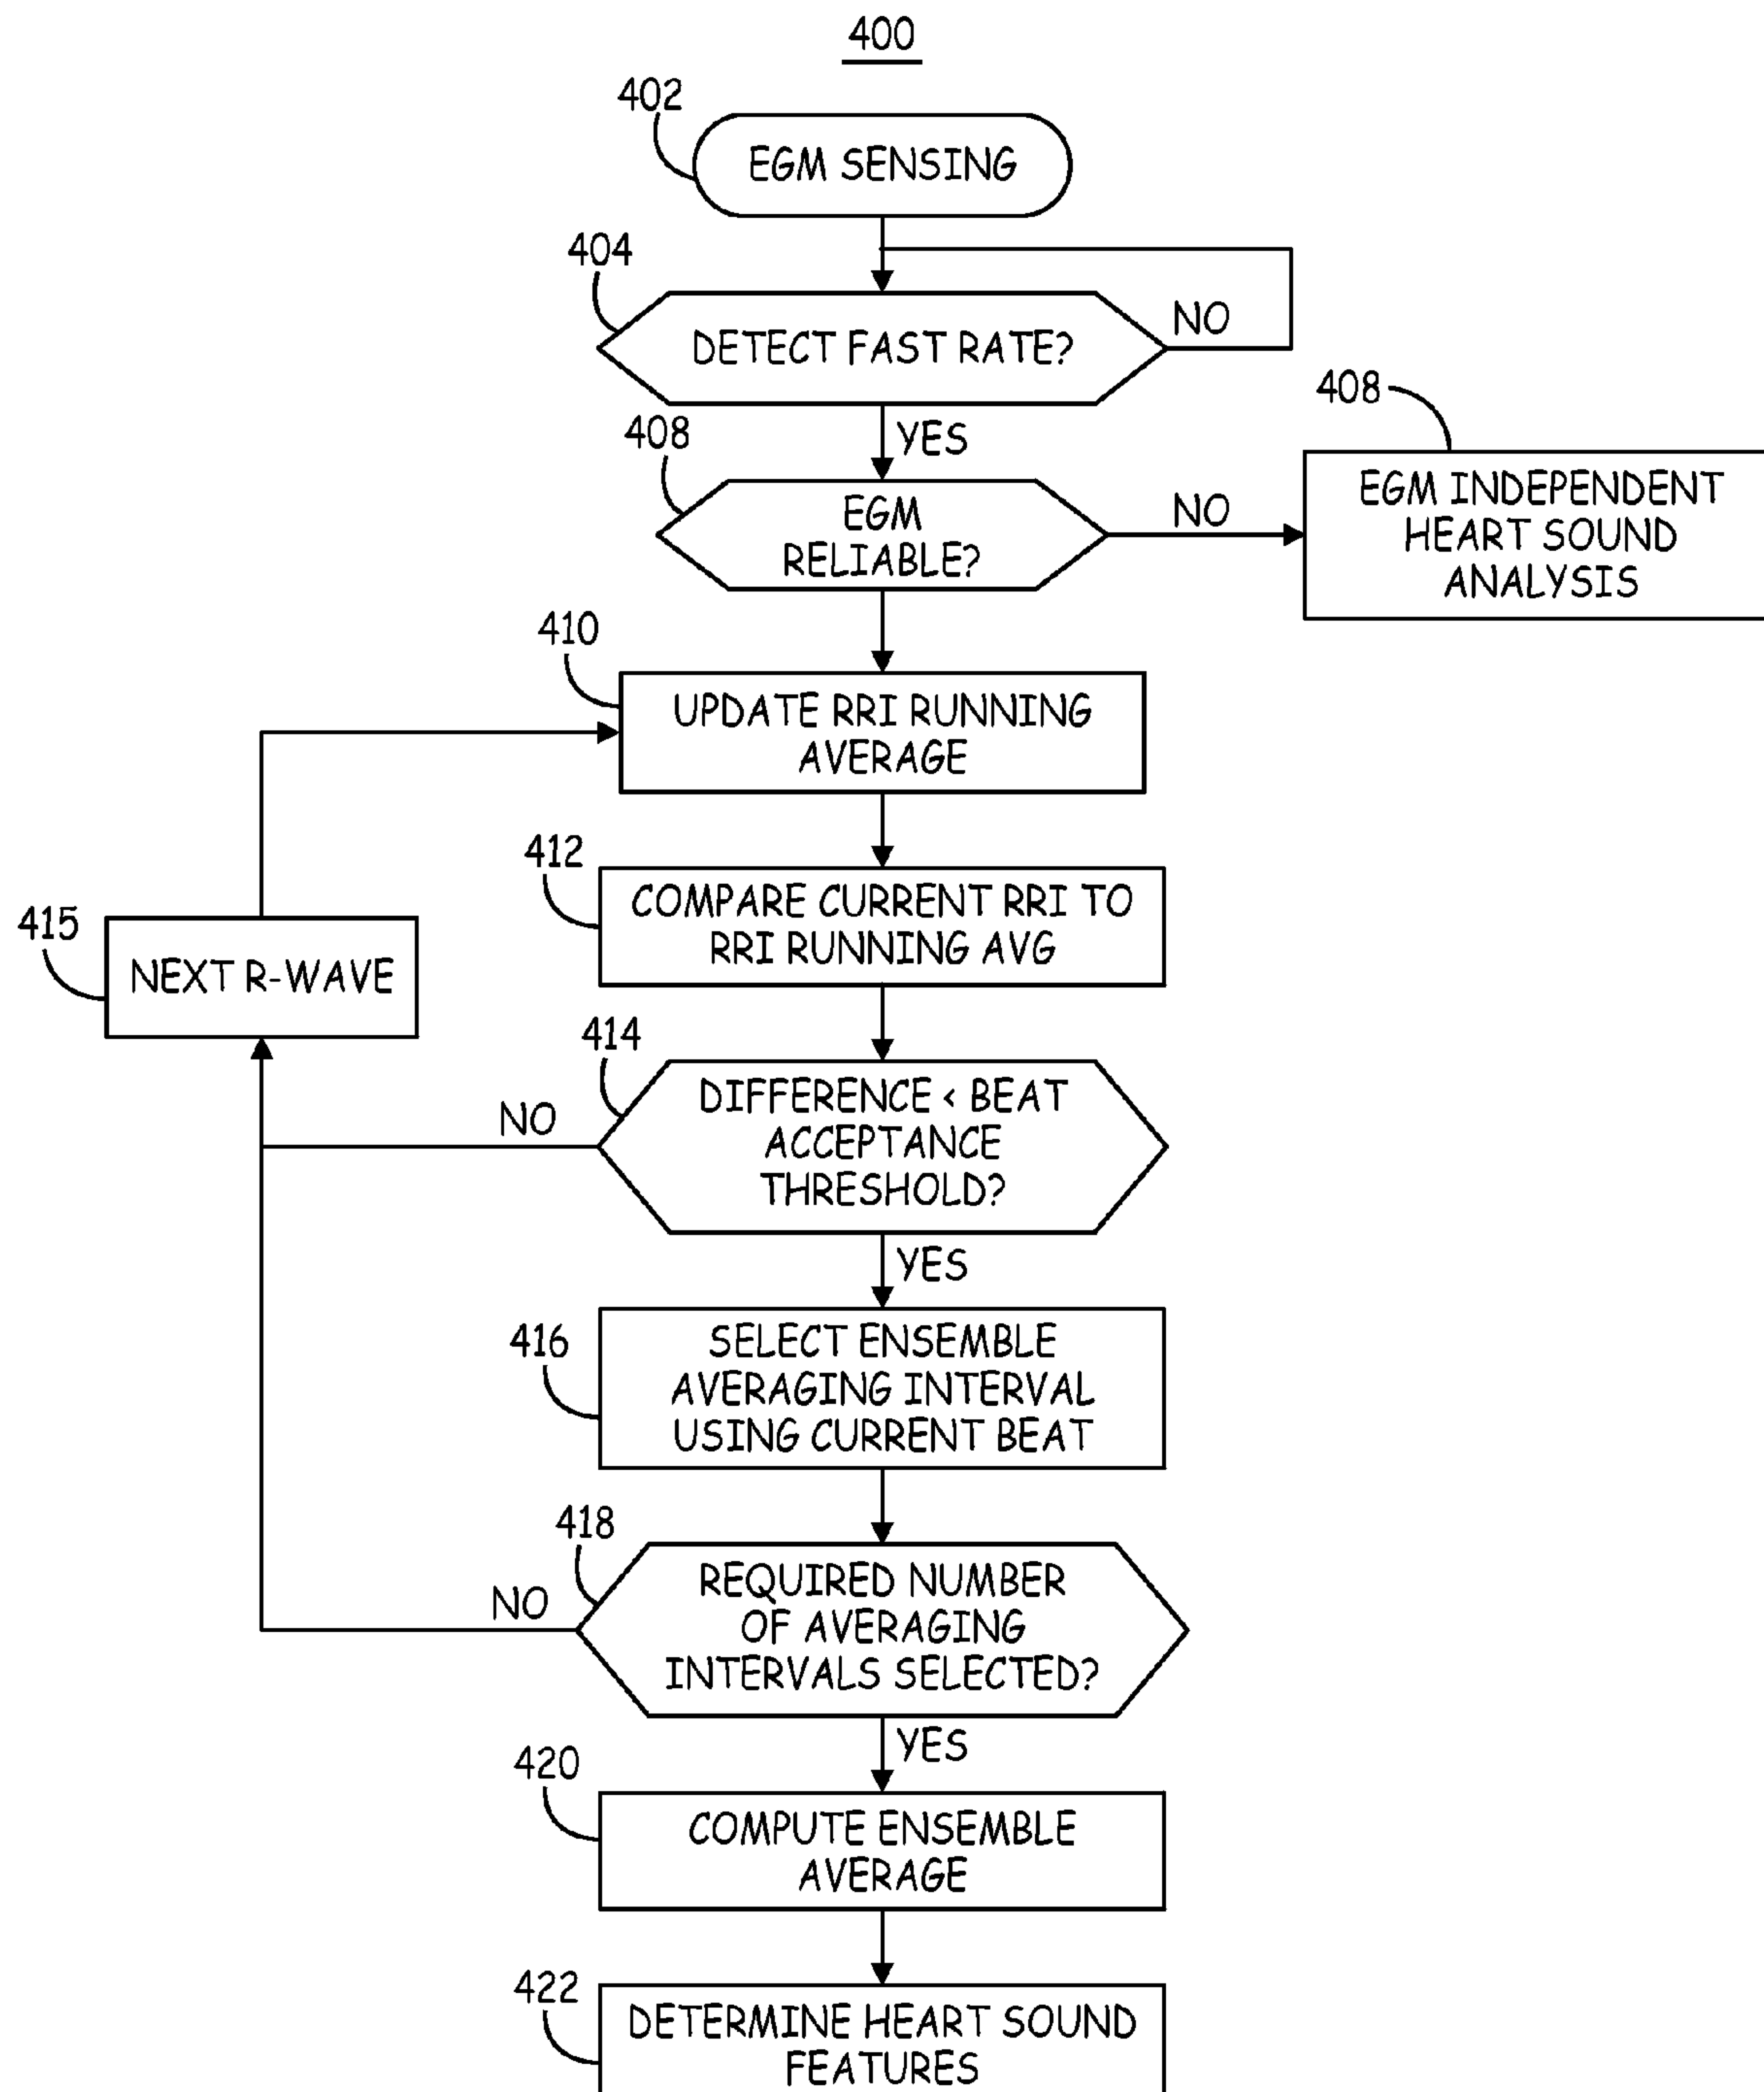 400
402
EGM SENSING
404
DETECT FAST RATE?
NO
YES
408
EGM
RELIABLE?
NO
408
EGM INDEPENDENT
HEART SOUND
ANALYSIS
410
UPDATE RRI RUNNING
AVERAGE
412
COMPARE CURRENT RRI TO
RRI RUNNING AVG
415
NEXT R-WAVE
414
DIFFERENCE < BEAT
ACCEPTANCE
THRESHOLD?
NO
YES
416
SELECT ENSEMBLE
AVERAGING INTERVAL
USING CURRENT BEAT
418
REQUIRED NUMBER
OF AVERAGING
INTERVALS SELECTED?
NO
YES
420
COMPUTE ENSEMBLE
AVERAGE
422
DETERMINE HEART SOUND
FEATURES